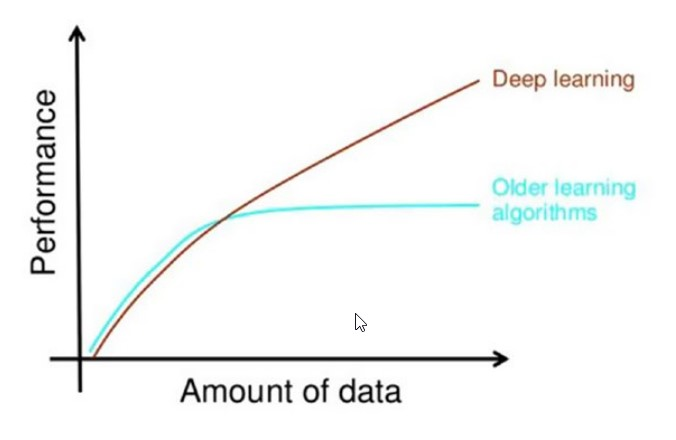 Deep learning
Performance
Older learning
algorithms
Amount of data